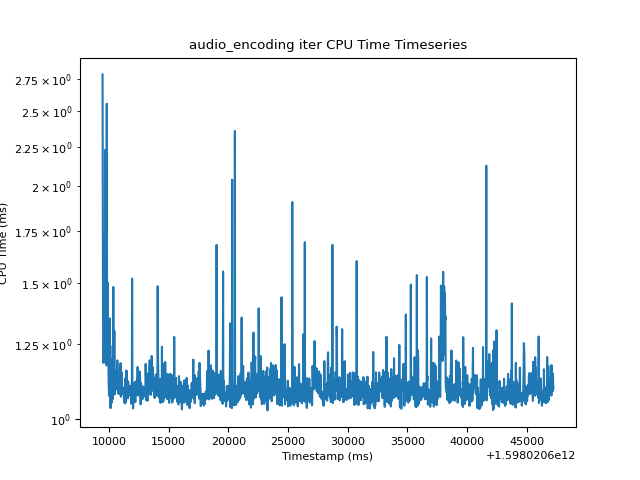 audio_encoding iter CPU Time Timeseries
CPU Time (ms)
2.75 × 10⁰
2.5 × 10⁰
2.25 × 10⁰
2 × 10⁰
1.75 × 10⁰
1.5 × 10⁰
1.25 × 10⁰
10⁰
10000 15000 20000 25000 30000 35000 40000 45000
Timestamp (ms)
+1.5980206e12